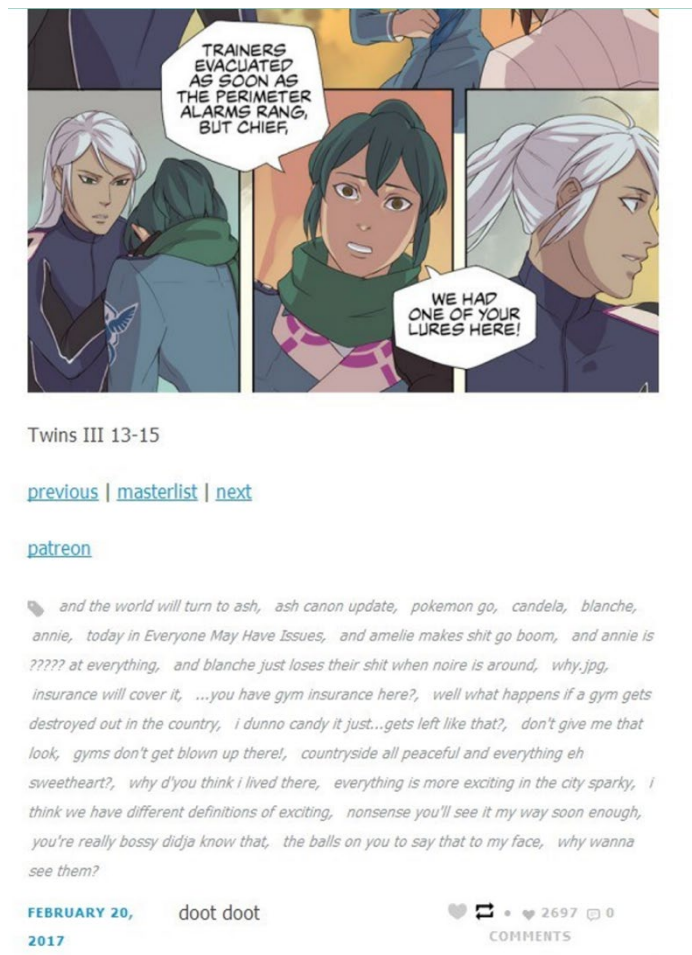 TRAINERS
EVACUATED
AS SOON AS
THE PERIMETER
ALARMS RANG,
BUT CHIEF,
WE HAD
ONE OF YOUR
LURES HERE!
Twins III 13-15
previous | masterlist | next
patreon
and the world will turn to ash, ash canon update, pokemon go, candela, blanche,
annie, today in Everyone May Have Issues, and amelie makes shit go boom, and annie is
????? at everything, and blanche just loses their shit when noire is around, why.jpg,
insurance will cover it, ...you have gym insurance here?, well what happens if a gym gets
destroyed out in the country, i dunno candy it just...gets left like that?, don't give me that
look, gyms don't get blown up there!, countryside all peaceful and everything eh
sweetheart?, why d'you think i lived there, everything is more exciting in the city sparky, i
think we have different definitions of exciting, nonsense you'll see it my way soon enough,
you're really bossy didja know that, the balls on you to say that to my face, why wanna
see them?
FEBRUARY 20, doot doot 2697 0
2017 COMMENTS